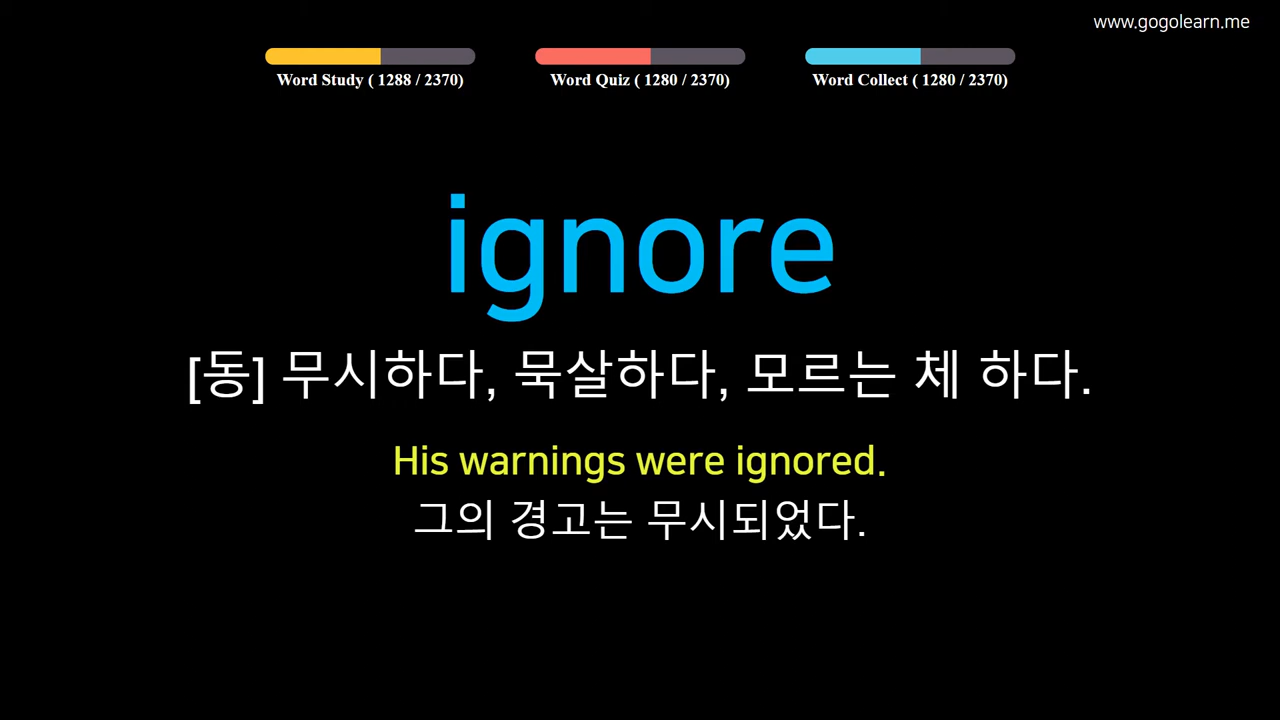 www.gogolearn.me
Word Study ( 1288 / 2370)
Word Quiz ( 1280 / 2370)
Word Collect ( 1280 / 2370)
ignore
[동] 무시하다, 묵살하다, 모르는 체 하다.
His warnings were ignored.
그의 경고는 무시되었다.